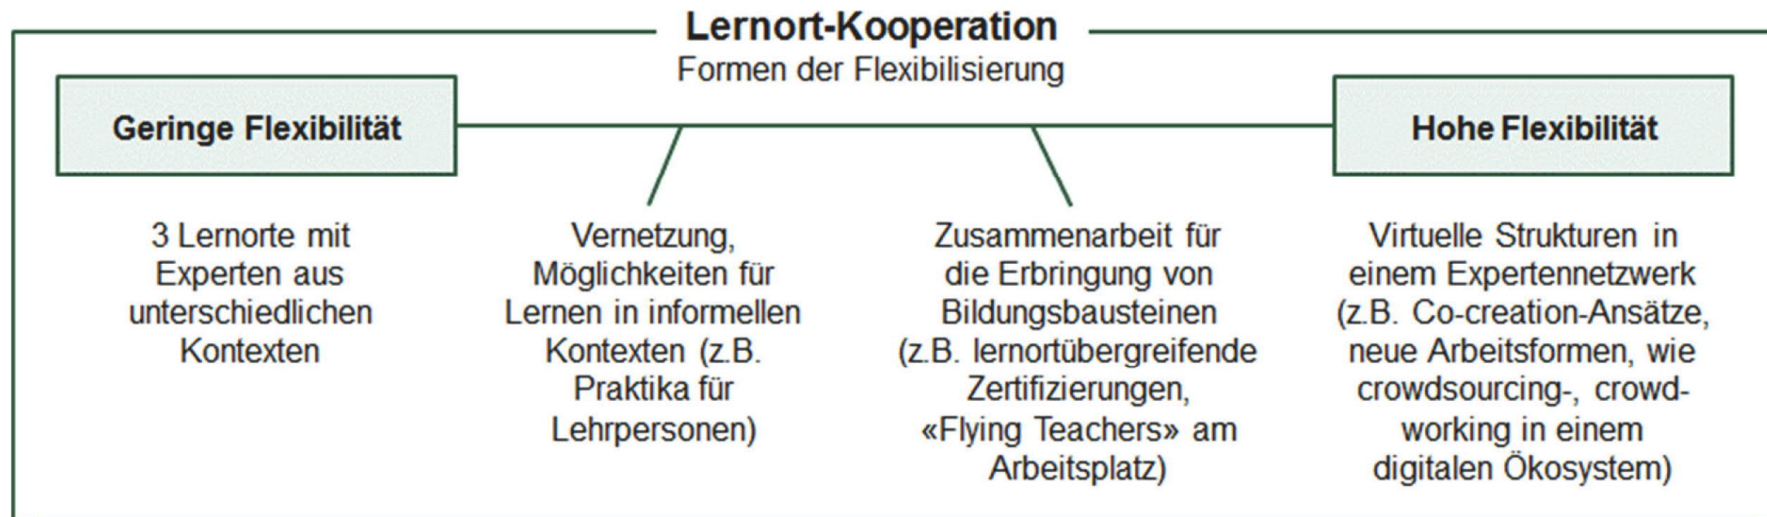 Lernort-Kooperation
Formen der Flexibilisierung
Geringe Flexibilität
Hohe Flexibilität
3 Lernorte mit
Experten aus
unterschiedlichen
Kontexten
Vernetzung,
Möglichkeiten für
Lernen in informellen
Kontexten (z.B.
Praktika für
Lehrpersonen)
Zusammenarbeit für
die Erbringung von
Bildungsbausteinen
(z.B. lernortübergreifende
Zertifizierungen,
«Flying Teachers» am
Arbeitsplatz)
Virtuelle Strukturen in
einem Expertennetzwerk
(z.B. Co-creation-Ansätze,
neue Arbeitsformen, wie
crowdsourcing-, crowd-
working in einem
digitalen Ökosystem)